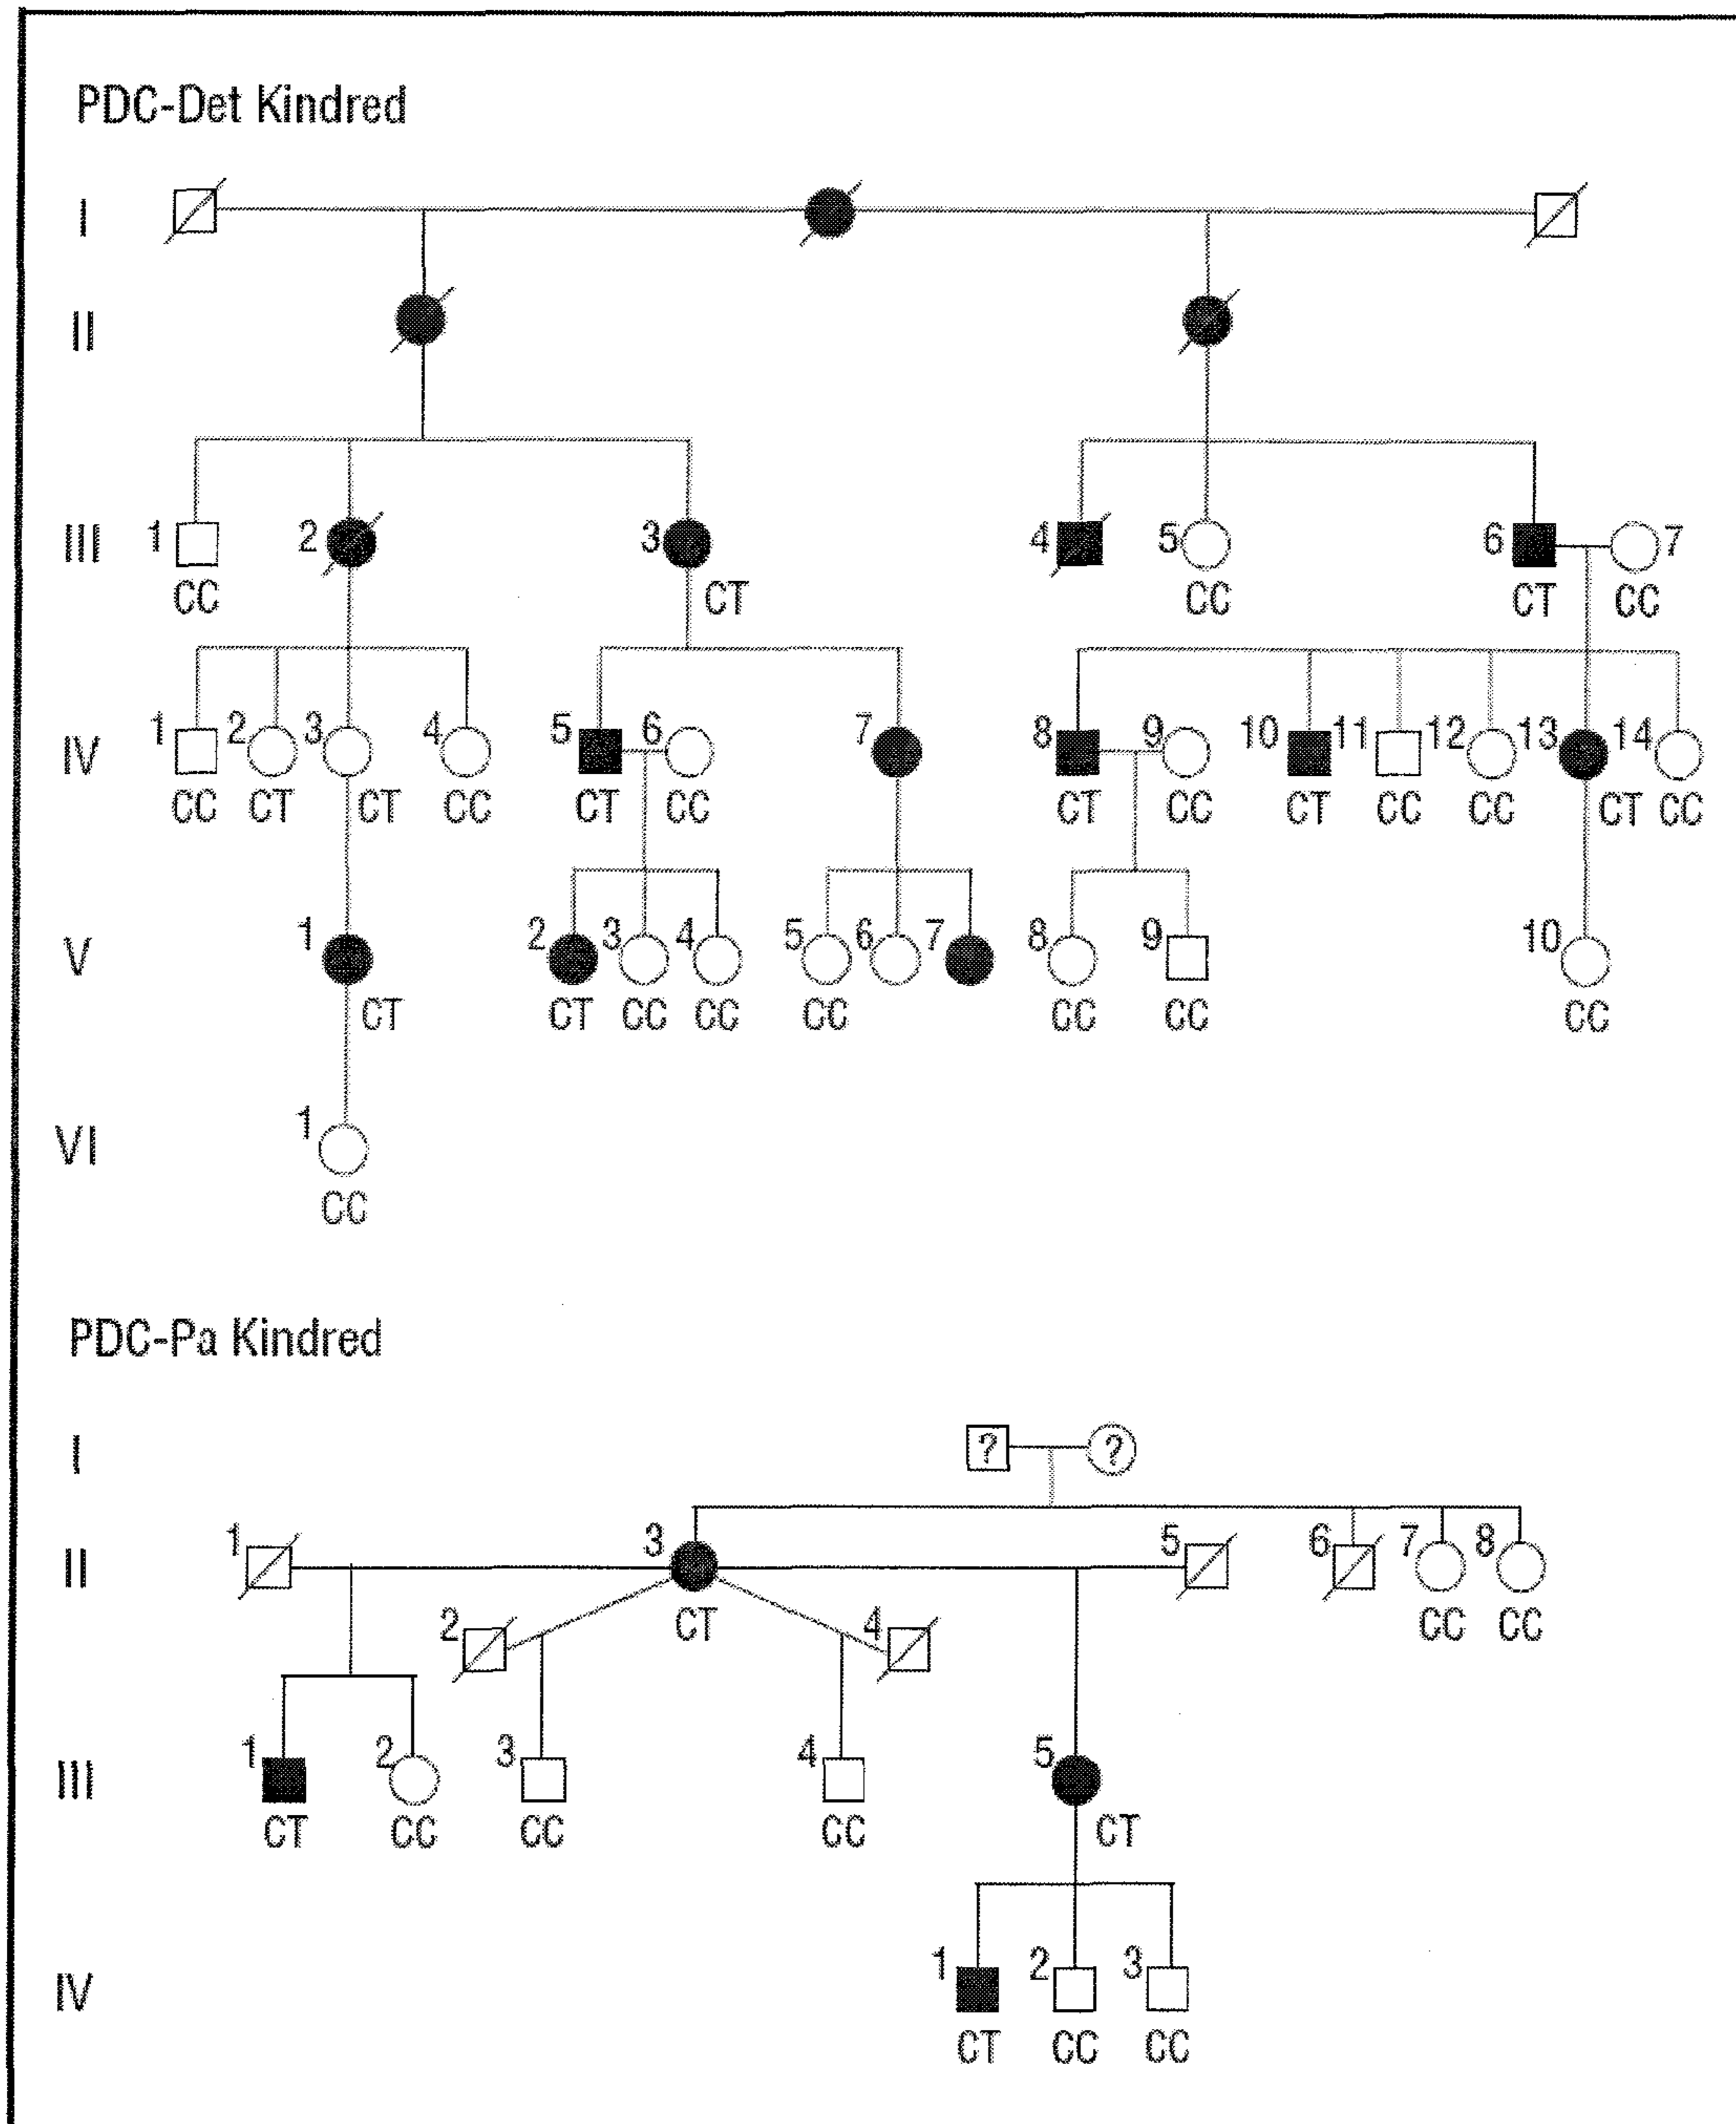 PDC-Det Kindred
I
II
III 1 2 3 4 5 6 7
CC CT CC CT CC
IV 1 2 3 4 5 6 7 8 9 10 11 12 13 14
CC CT CT CC CT CC CT CC CT CC CC CT CC
V 1 2 3 4 5 6 7 8 9 10
CT CT CC CC CC CC CC CC
VI 1
CC
PDC-Pa Kindred
I ? ?
II 1 3 5 6 7 8
CT CC CC
2 4
III 1 2 3 4 5
CT CC CC CC CT
IV 1 2 3
CT CC CC